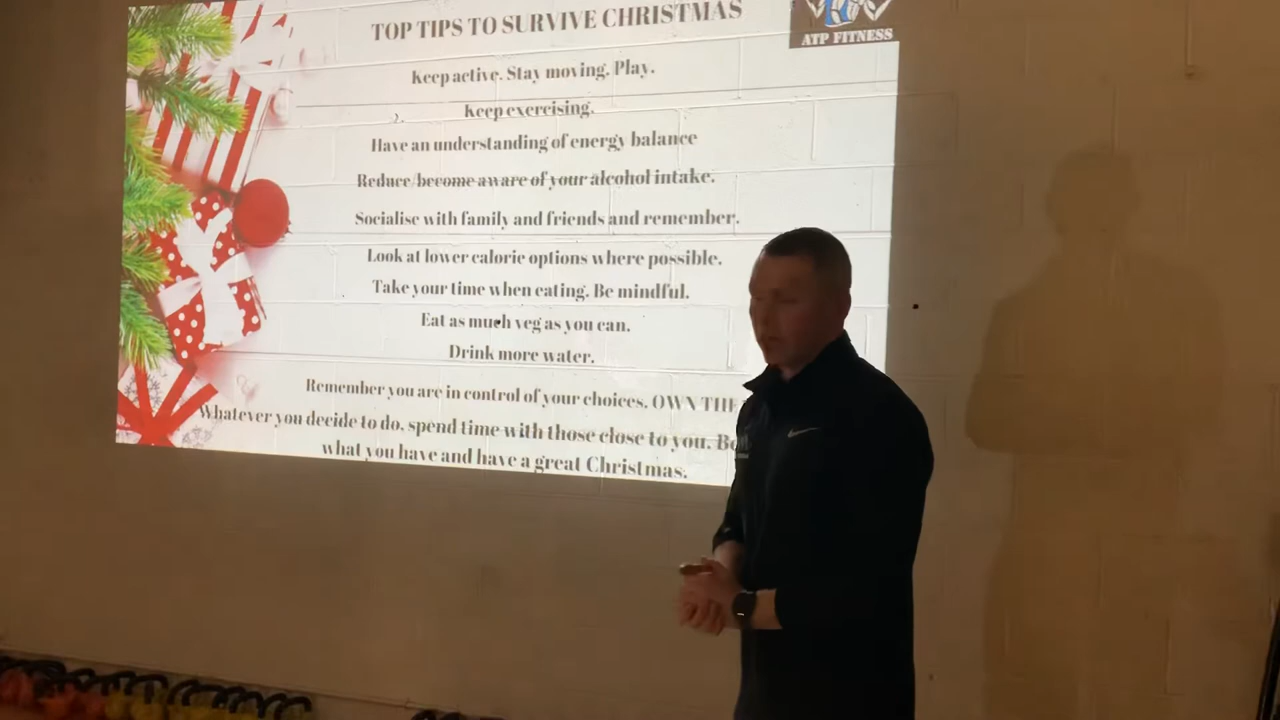 TOP TIPS TO SURVIVE CHRISTMAS
ATP FITNESS
Keep active. Stay moving. Play.
Keep exercising.
Have an understanding of energy balance
Reduce/become aware of your alcohol intake.
Socialise with family and friends and remember.
Look at lower calorie options where possible.
Take your time when eating. Be mindful.
Eat as much veg as you can.
Drink more water.
Remember you are in control of your choices, OWN THE
Whatever you decide to do, spend time with those close to you. Be
what you have and have a great Christmas.